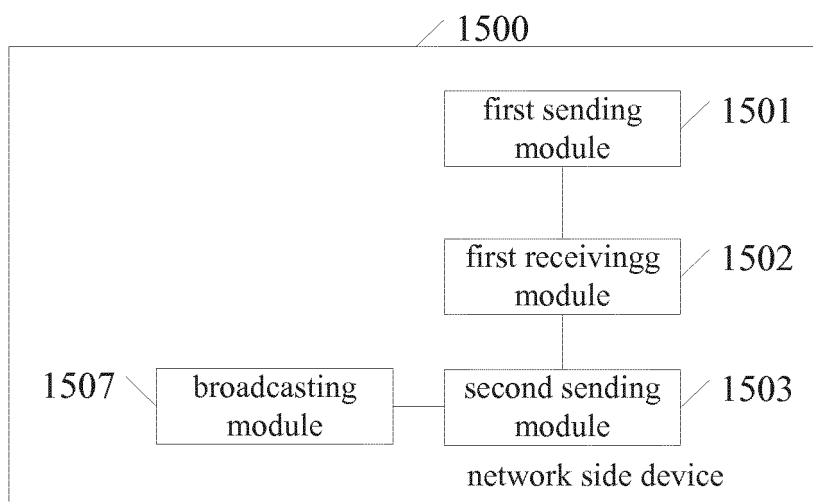 1500
first sending
module
1501
first receivingg
module
1502
1507
broadcasting
module
second sending
module
1503
network side device